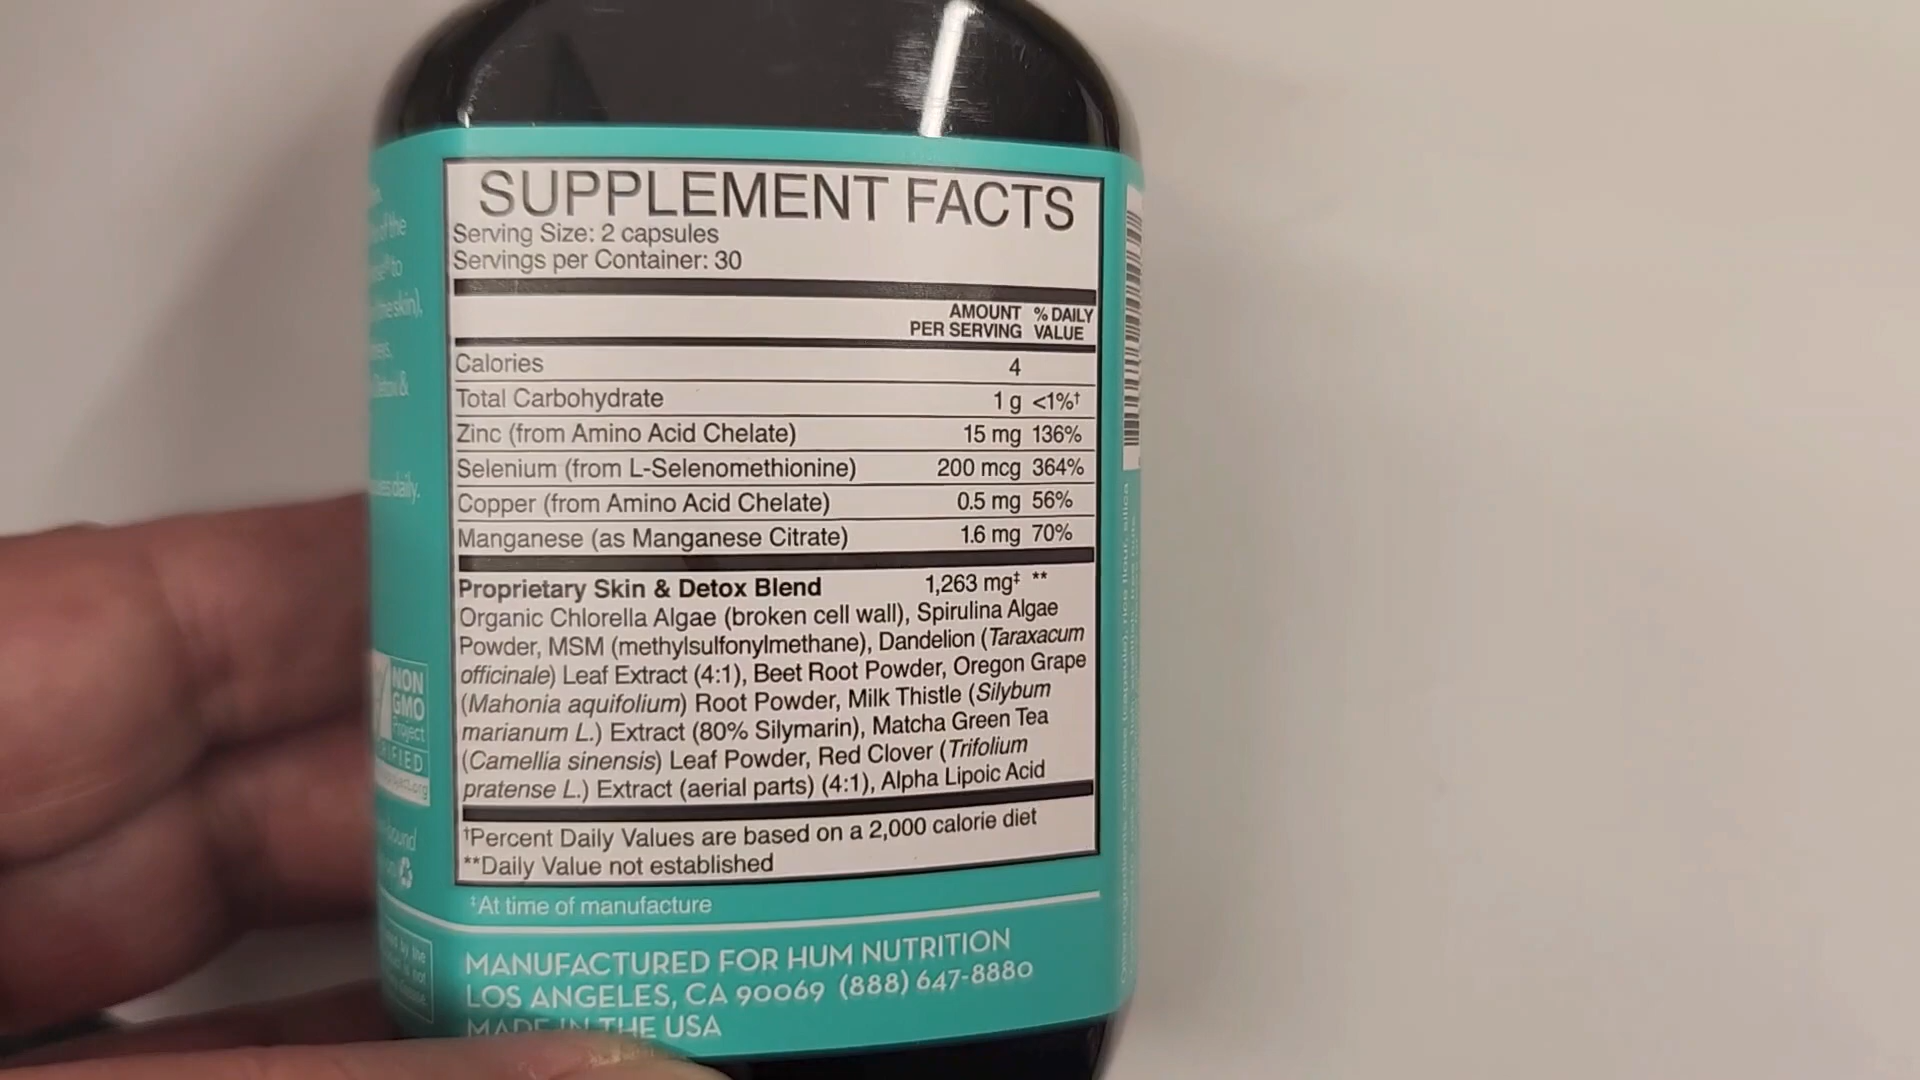 SUPPLEMENT FACTS
Serving Size: 2 capsules
Servings per Container: 30
AMOUNT PER SERVING % DAILY VALUE
Calories 4
Total Carbohydrate 1 g <1%†
Zinc (from Amino Acid Chelate) 15 mg 136%
Selenium (from L-Selenomethionine) 200 mcg 364%
Copper (from Amino Acid Chelate) 0.5 mg 56%
Manganese (as Manganese Citrate) 1.6 mg 70%
Proprietary Skin & Detox Blend 1,263 mg‡ **
Organic Chlorella Algae (broken cell wall), Spirulina Algae
Powder, MSM (methylsulfonylmethane), Dandelion (Taraxacum
officinale) Leaf Extract (4:1), Beet Root Powder, Oregon Grape
(Mahonia aquifolium) Root Powder, Milk Thistle (Silybum
marianum L.) Extract (80% Silymarin), Matcha Green Tea
(Camellia sinensis) Leaf Powder, Red Clover (Trifolium
pratense L.) Extract (aerial parts) (4:1), Alpha Lipoic Acid
†Percent Daily Values are based on a 2,000 calorie diet
**Daily Value not established
‡At time of manufacture
MANUFACTURED FOR HUM NUTRITION
LOS ANGELES, CA 90069 (888) 647-8880
MADE IN THE USA
of the
to
skin),
daily.
NON
GMO
Project